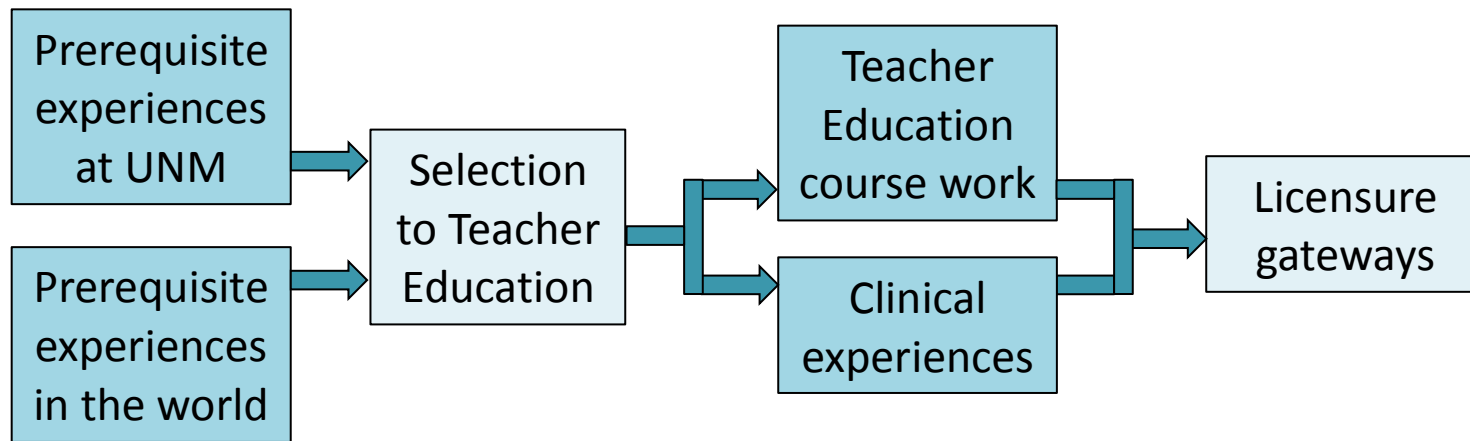 Prerequisite
experiences
at UNM
Prerequisite
experiences
in the world
Selection
to Teacher
Education
Teacher
Education
course work
Clinical
experiences
Licensure
gateways